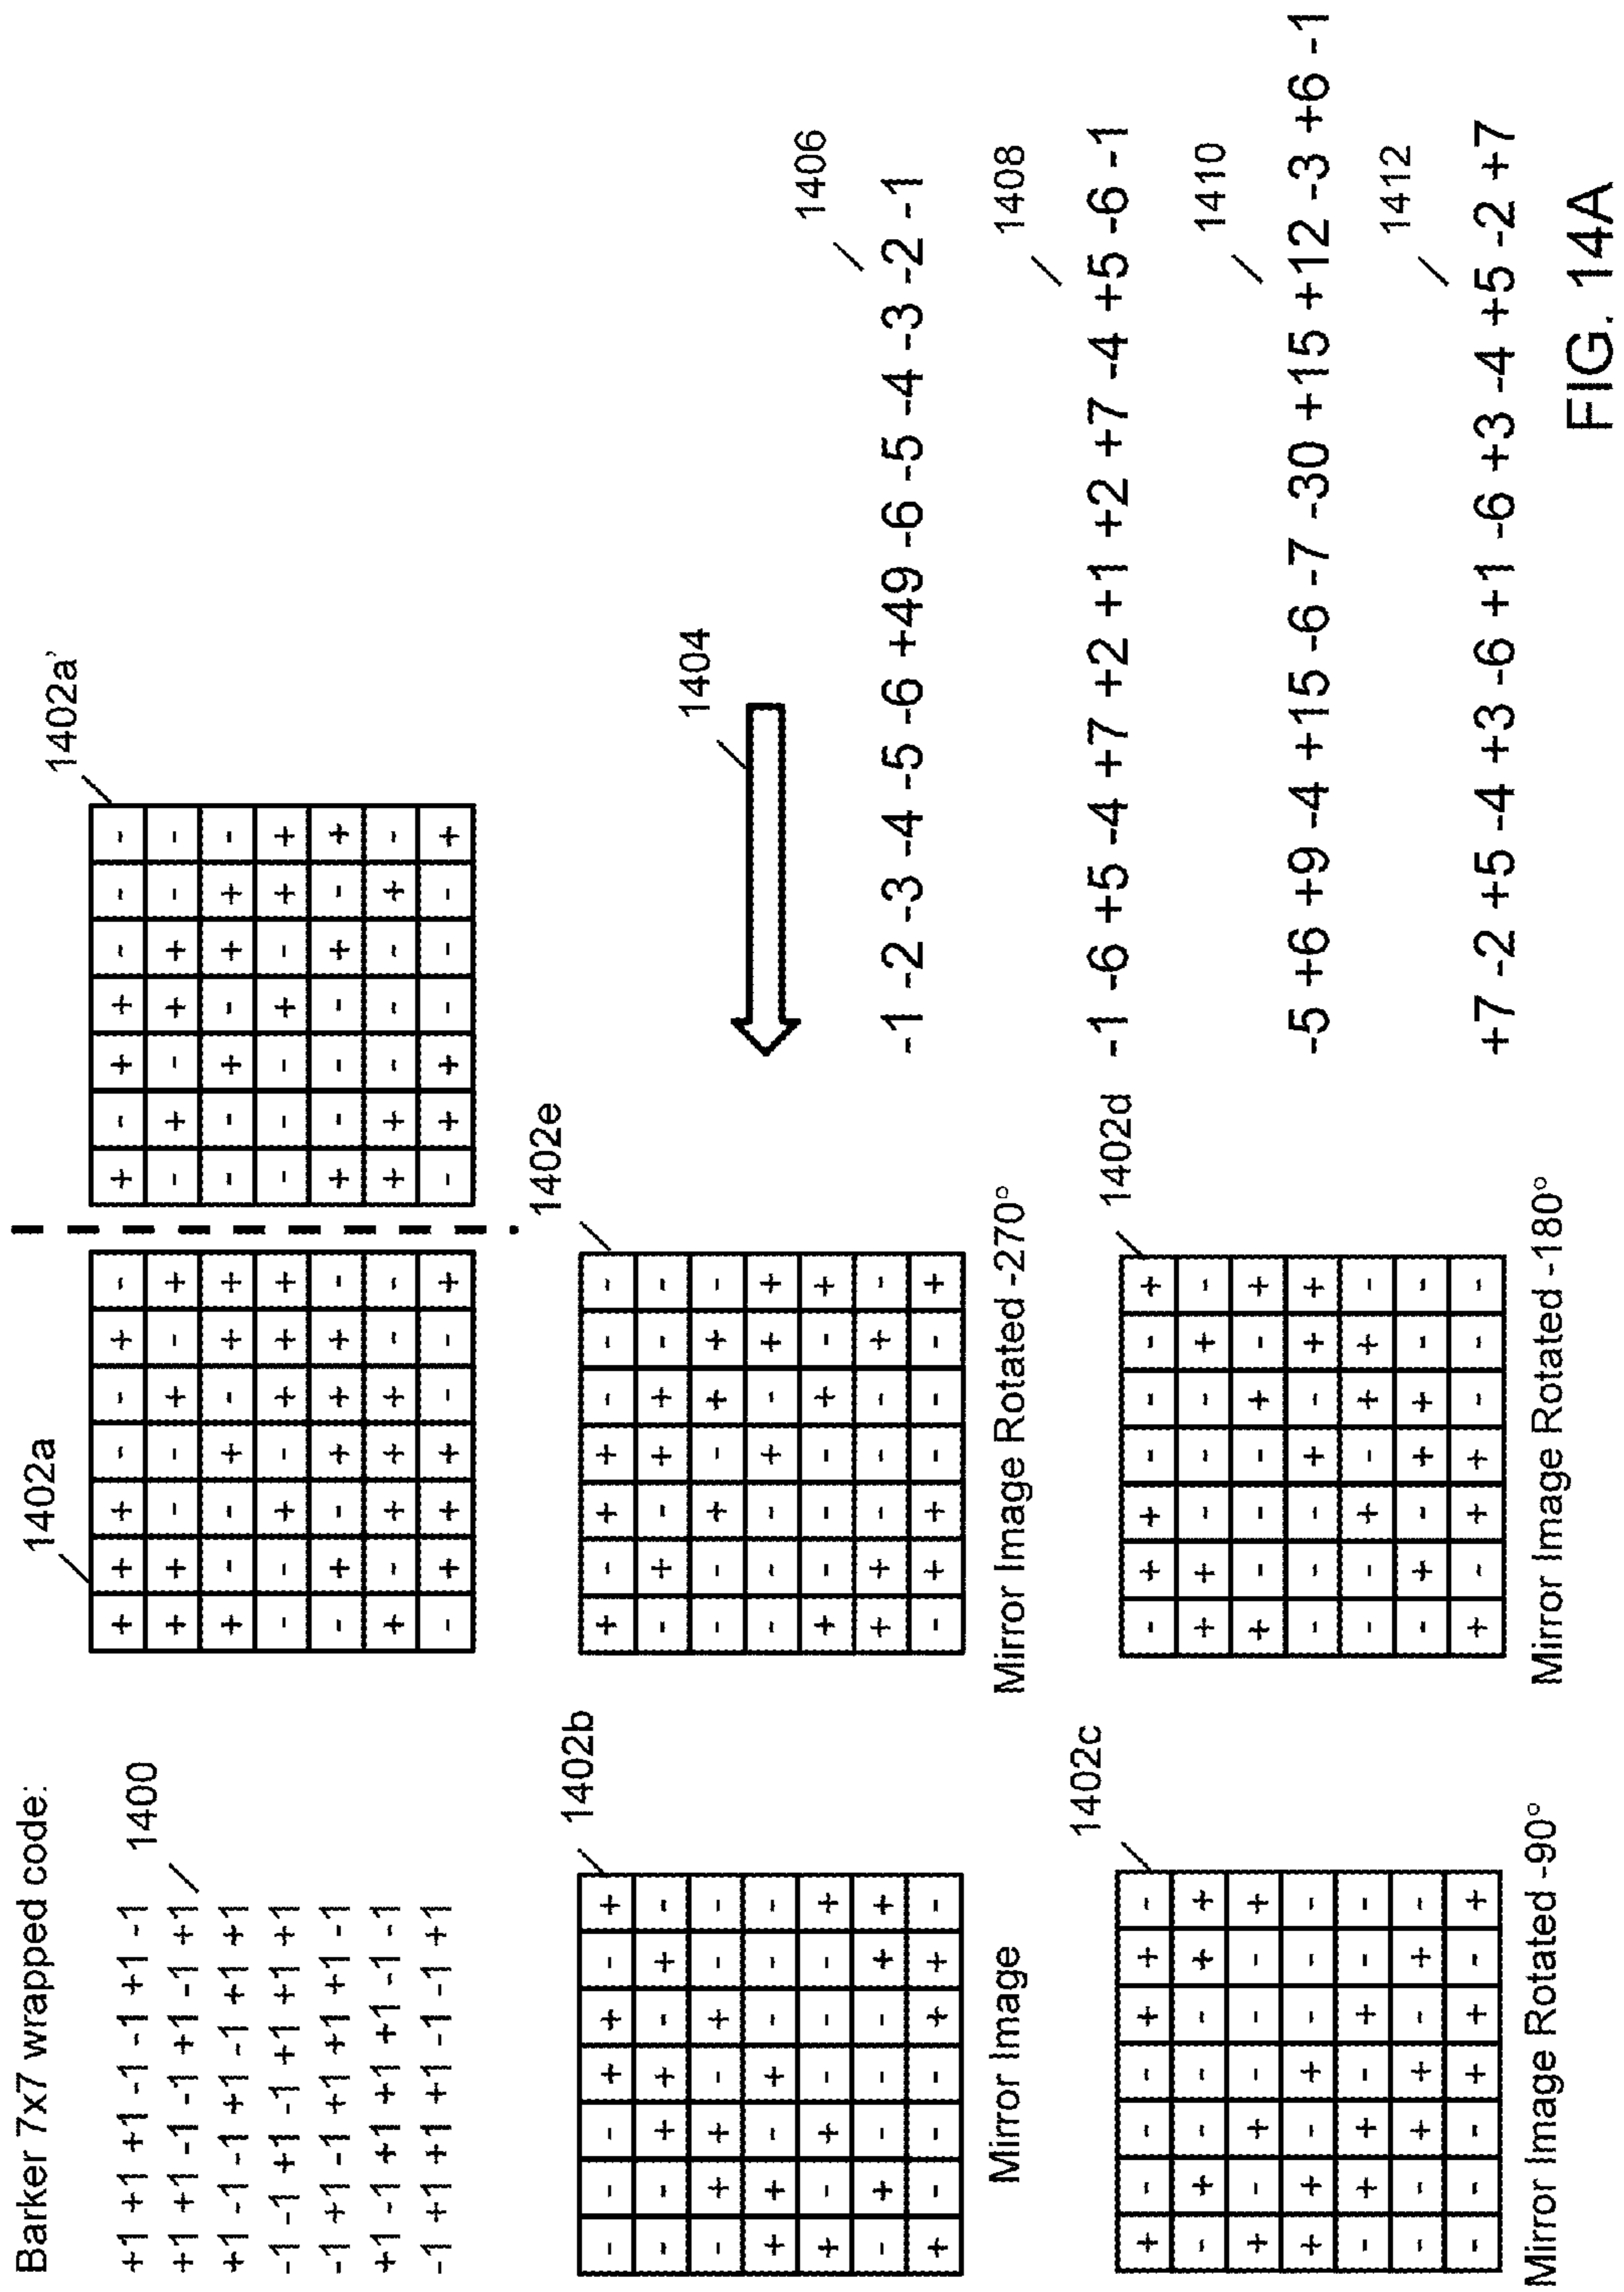 Barker 7x7 wrapped code:
+1 +1 +1 -1 -1 +1 -1
+1 +1 -1 -1 +1 -1 +1
+1 -1 -1 +1 -1 +1 +1
-1 -1 +1 -1 +1 +1 +1
-1 +1 -1 +1 +1 +1 -1
+1 -1 +1 +1 +1 -1 -1
-1 +1 +1 +1 -1 -1 +1
1400
1402a
+ + + - - + -
+ + - - + - +
+ - - + - + +
- - + - + + +
- + - + + + -
+ - + + + - -
- + + + - - +
1402a'
+ - + + - - -
- + - + + - -
- - + - + + -
- - - + - + +
+ - - - + - +
+ + - - - + -
- + + - - - +
1402b
- - - + + - +
- - + + - + -
- + + - + - -
+ + - + - - -
+ - + - - - +
- + - - - + +
+ - - - + + -
Mirror Image
1402e
+ - + + - - -
- + - + + - -
- - + - + + -
- - - + - + +
+ - - - + - +
+ + - - - + -
- + + - - - +
Mirror Image Rotated -270°
1402c
+ - - - + + -
- + - - - + +
+ - + - - - +
+ + - + - - -
- + + - + - -
- - + + - + -
- - - + + - +
Mirror Image Rotated -90°
1402d
- + + - - - +
+ + - - - + -
+ - - - + - +
- - - + - + +
- - + - + + -
- + - + + - -
+ - + + - - -
Mirror Image Rotated -180°
1404
1406
-1 -2 -3 -4 -5 -6 +49 -6 -5 -4 -3 -2 -1
1408
-1 -6 +5 -4 +7 +2 +1 +2 +7 -4 +5 -6 -1
1410
-5 +6 +9 -4 +15 -6 -7 -30 +15 +12 -3 +6 -1
1412
+7 -2 +5 -4 +3 -6 +1 -6 +3 -4 +5 -2 +7
FIG. 14A